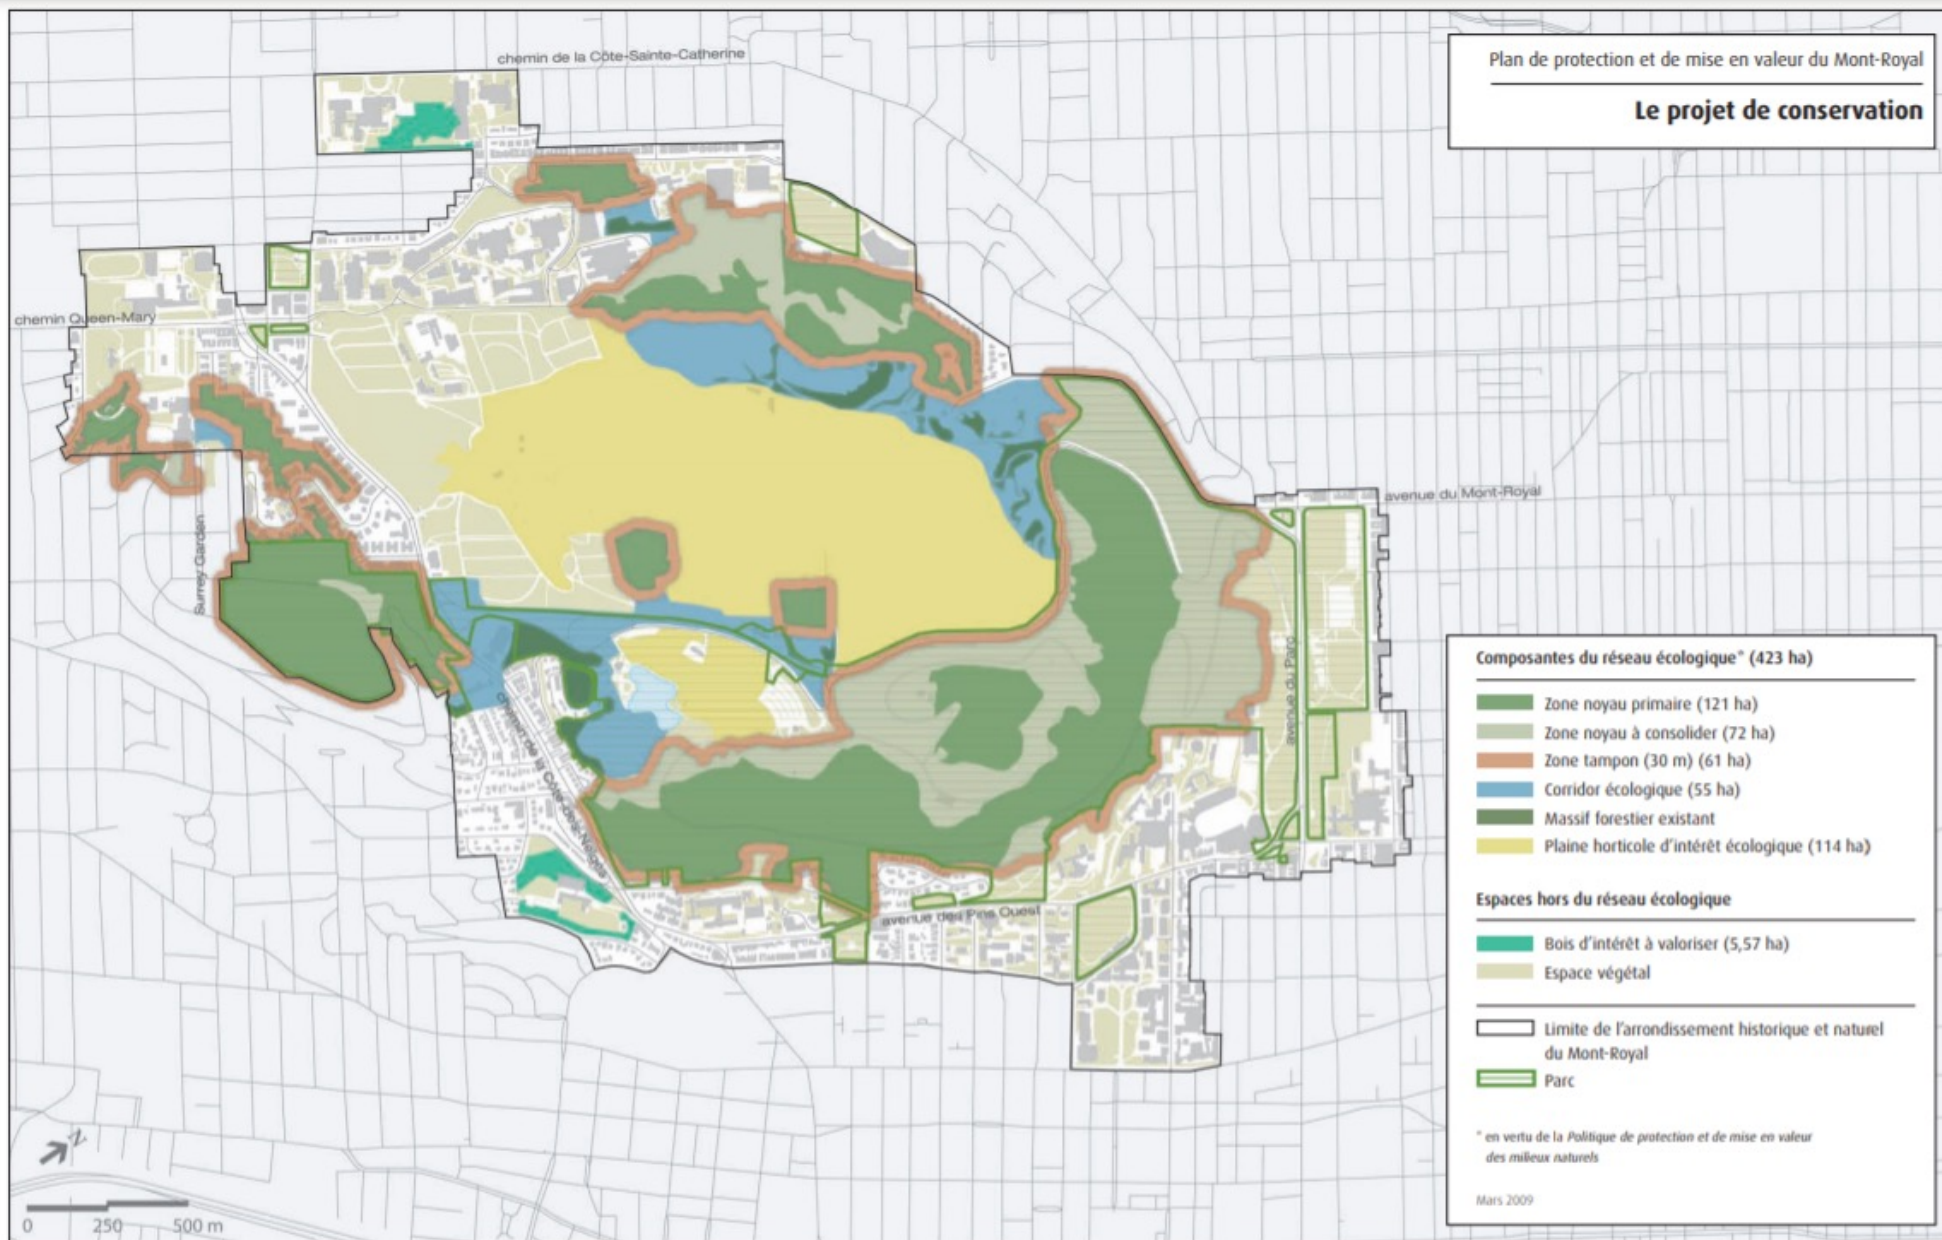 Plan de protection et de mise en valeur du Mont-Royal
Le projet de conservation
chemin de la Côte-Sainte-Catherine
chemin Queen-Mary
avenue du Mont-Royal
Surrey Garden
avenue du Parc
chemin de la Côte-des-Neiges
avenue des Pins Ouest
Composantes du réseau écologique* (423 ha)
Zone noyau primaire (121 ha)
Zone noyau à consolider (72 ha)
Zone tampon (30 m) (61 ha)
Corridor écologique (55 ha)
Massif forestier existant
Plaine horticole d'intérêt écologique (114 ha)
Espaces hors du réseau écologique
Bois d'intérêt à valoriser (5,57 ha)
Espace végétal
Limite de l'arrondissement historique et naturel
du Mont-Royal
Parc
* en vertu de la Politique de protection et de mise en valeur
des milieux naturels
Mars 2009
N
0 250 500 m